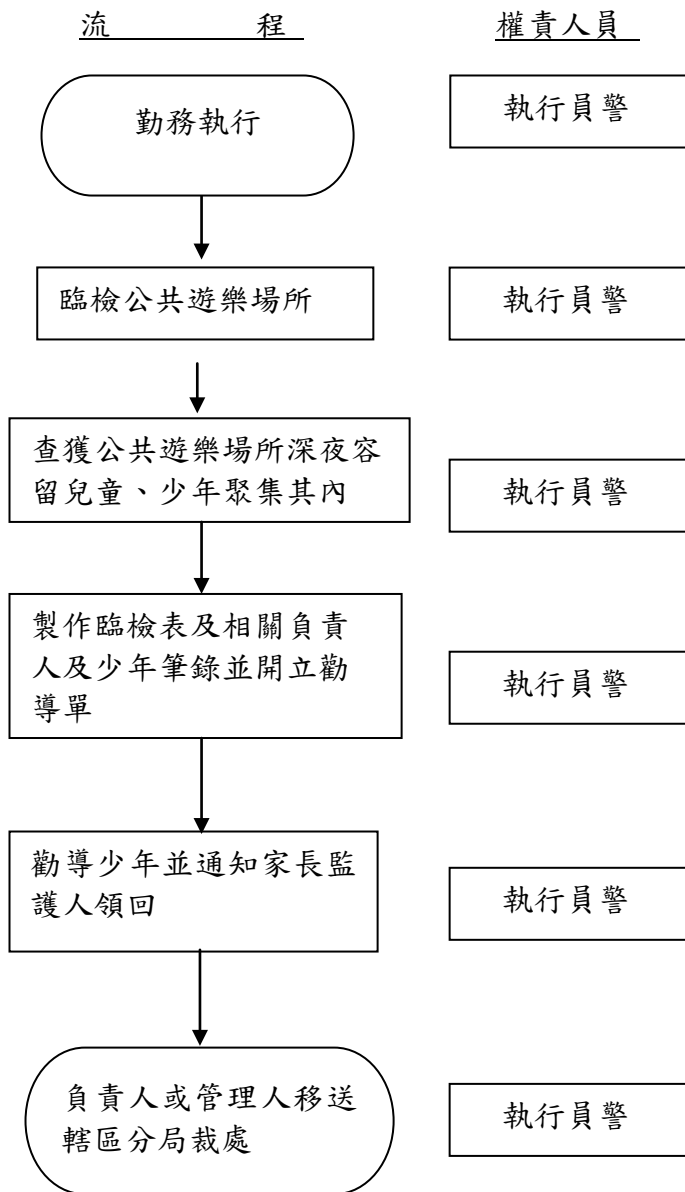 流 程 權責人員
勤務執行
執行員警
臨檢公共遊樂場所
執行員警
查獲公共遊樂場所深夜容
留兒童、少年聚集其內
執行員警
製作臨檢表及相關負責
人及少年筆錄並開立勸
導單
執行員警
勸導少年並通知家長監
護人領回
執行員警
負責人或管理人移送
轄區分局裁處
執行員警